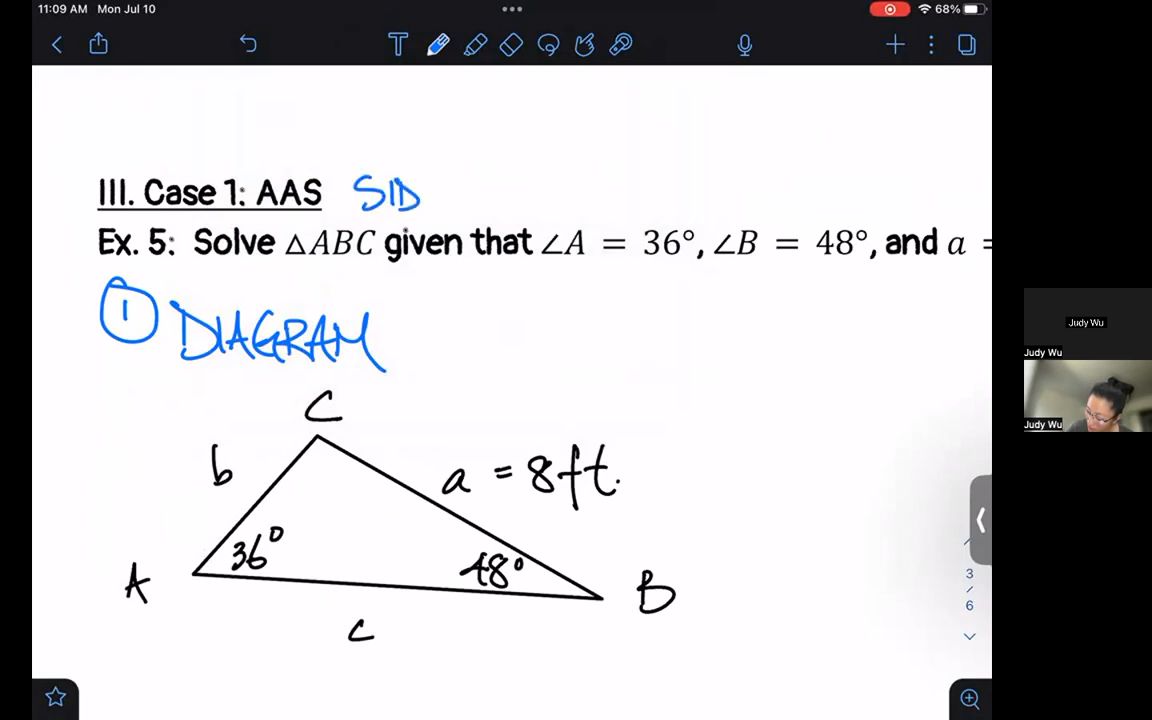 11:09 AM Mon Jul 10
68%
III. Case 1: AAS SID
Ex. 5: Solve △ABC given that ∠A = 36°, ∠B = 48°, and a =
① DIAGRAM
C
b
a = 8ft.
36°
48°
A
B
c
3
/
6
Judy Wu
Judy Wu
Judy Wu